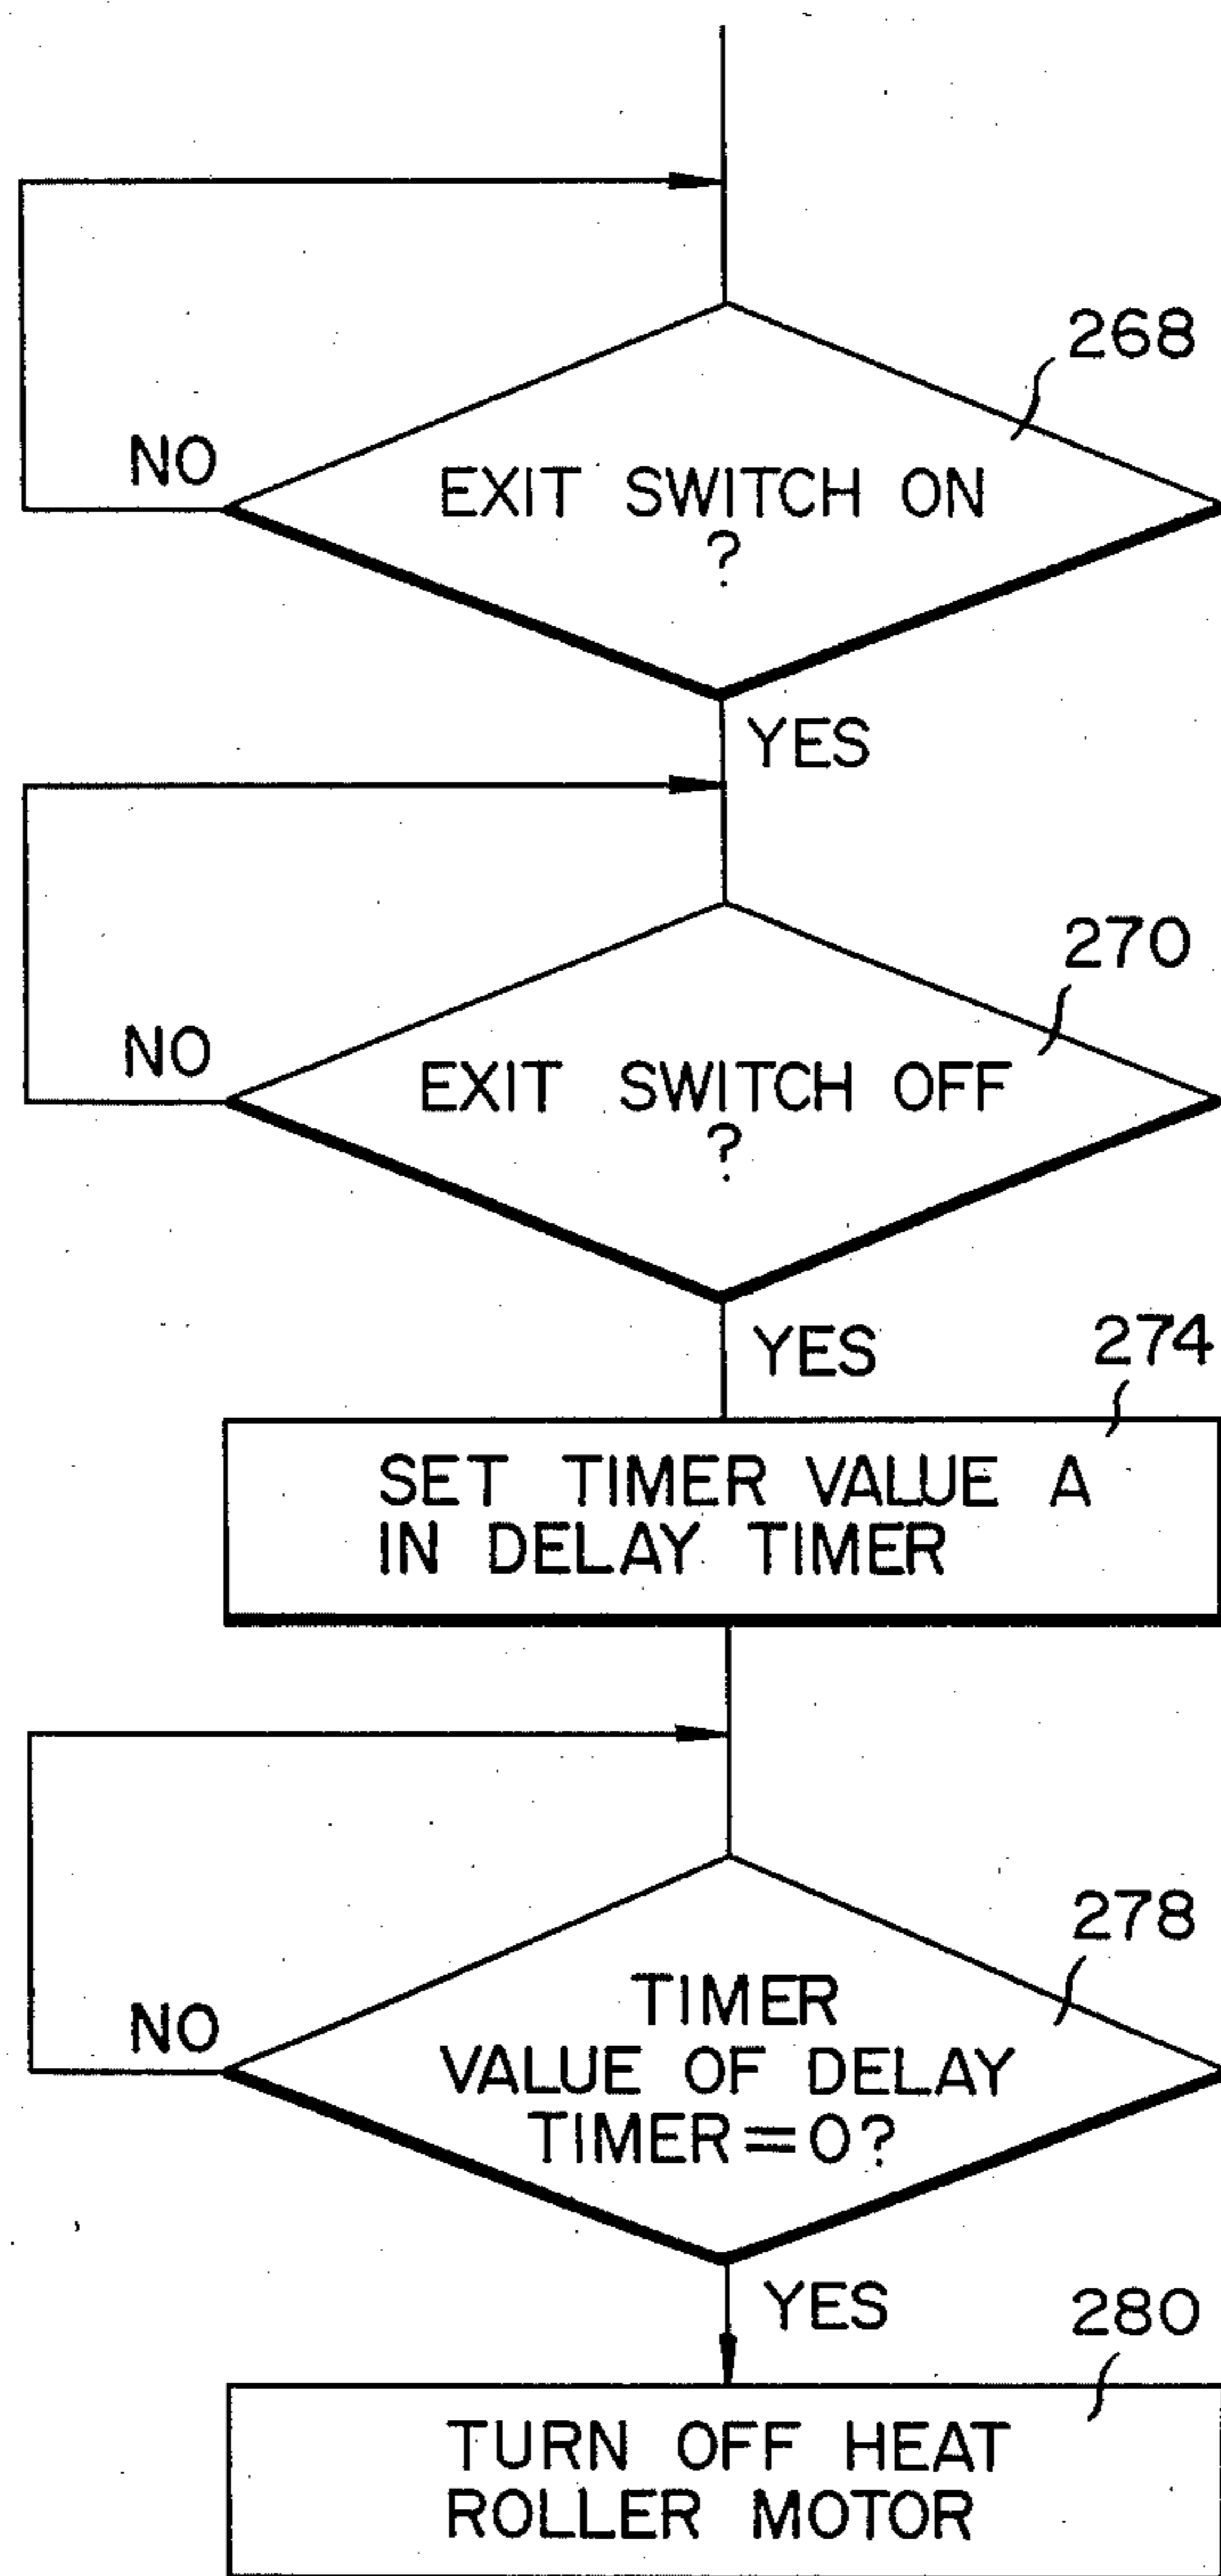 268
NO
EXIT SWITCH ON
?
YES
270
NO
EXIT SWITCH OFF
?
YES
274
SET TIMER VALUE A
IN DELAY TIMER
278
NO
TIMER
VALUE OF DELAY
TIMER=0?
YES
280
TURN OFF HEAT
ROLLER MOTOR